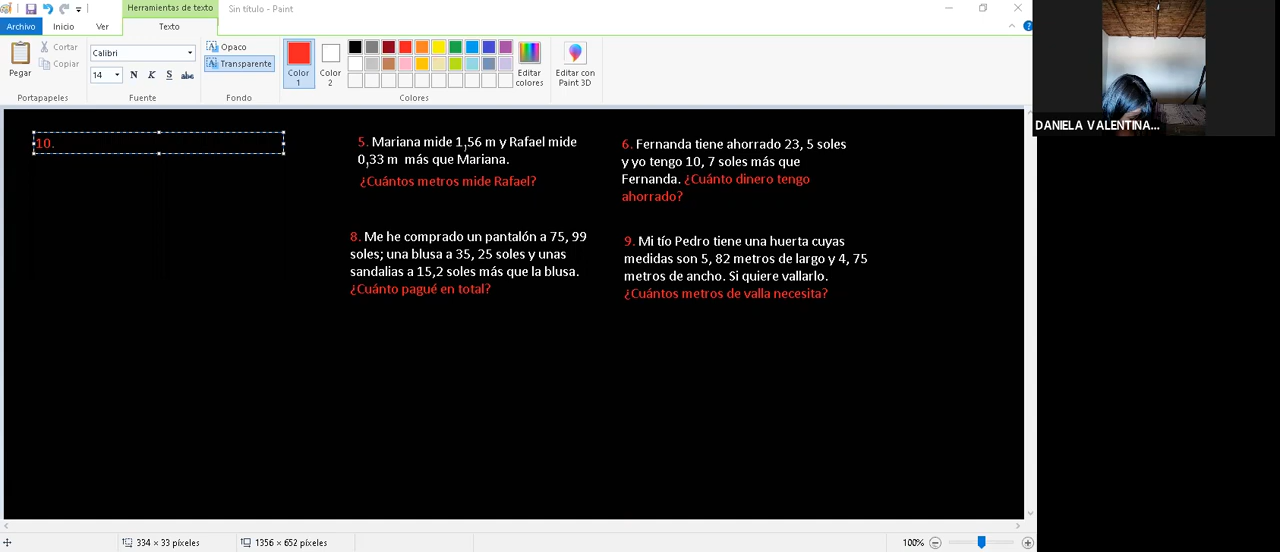 Herramientas de texto
Sin título - Paint
Archivo Inicio Ver Texto
Pegar
Cortar
Copiar
Portapapeles
Calibri
14 N K S abc
Fuente
Opaco
Transparente
Fondo
Color 1
Color 2
Editar colores
Editar con Paint 3D
Colores
DANIELA VALENTINA...
10.
5. Mariana mide 1,56 m y Rafael mide
0,33 m más que Mariana.
¿Cuántos metros mide Rafael?
6. Fernanda tiene ahorrado 23, 5 soles
y yo tengo 10, 7 soles más que
Fernanda. ¿Cuánto dinero tengo
ahorrado?
8. Me he comprado un pantalón a 75, 99
soles; una blusa a 35, 25 soles y unas
sandalias a 15,2 soles más que la blusa.
¿Cuánto pagué en total?
9. Mi tío Pedro tiene una huerta cuyas
medidas son 5, 82 metros de largo y 4, 75
metros de ancho. Si quiere vallarlo.
¿Cuántos metros de valla necesita?
334 × 33 píxeles
1356 × 652 píxeles
100%